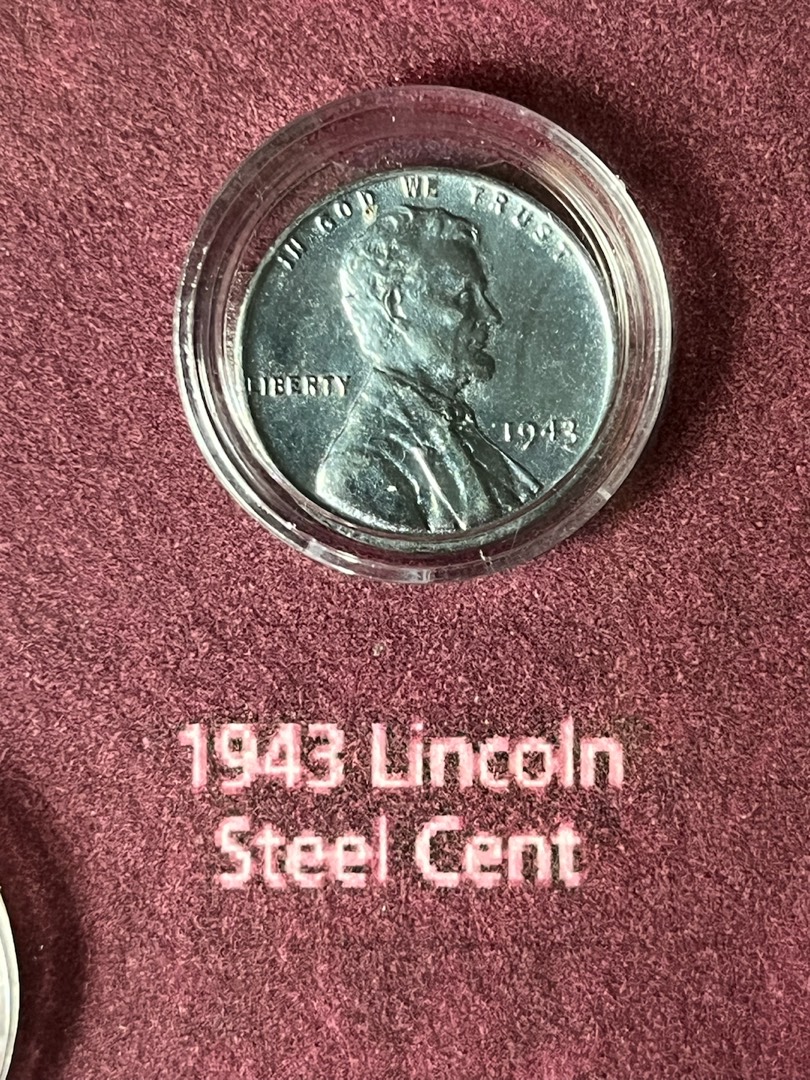 IN GOD WE TRUST
LIBERTY
1943
1943 Lincoln
Steel Cent